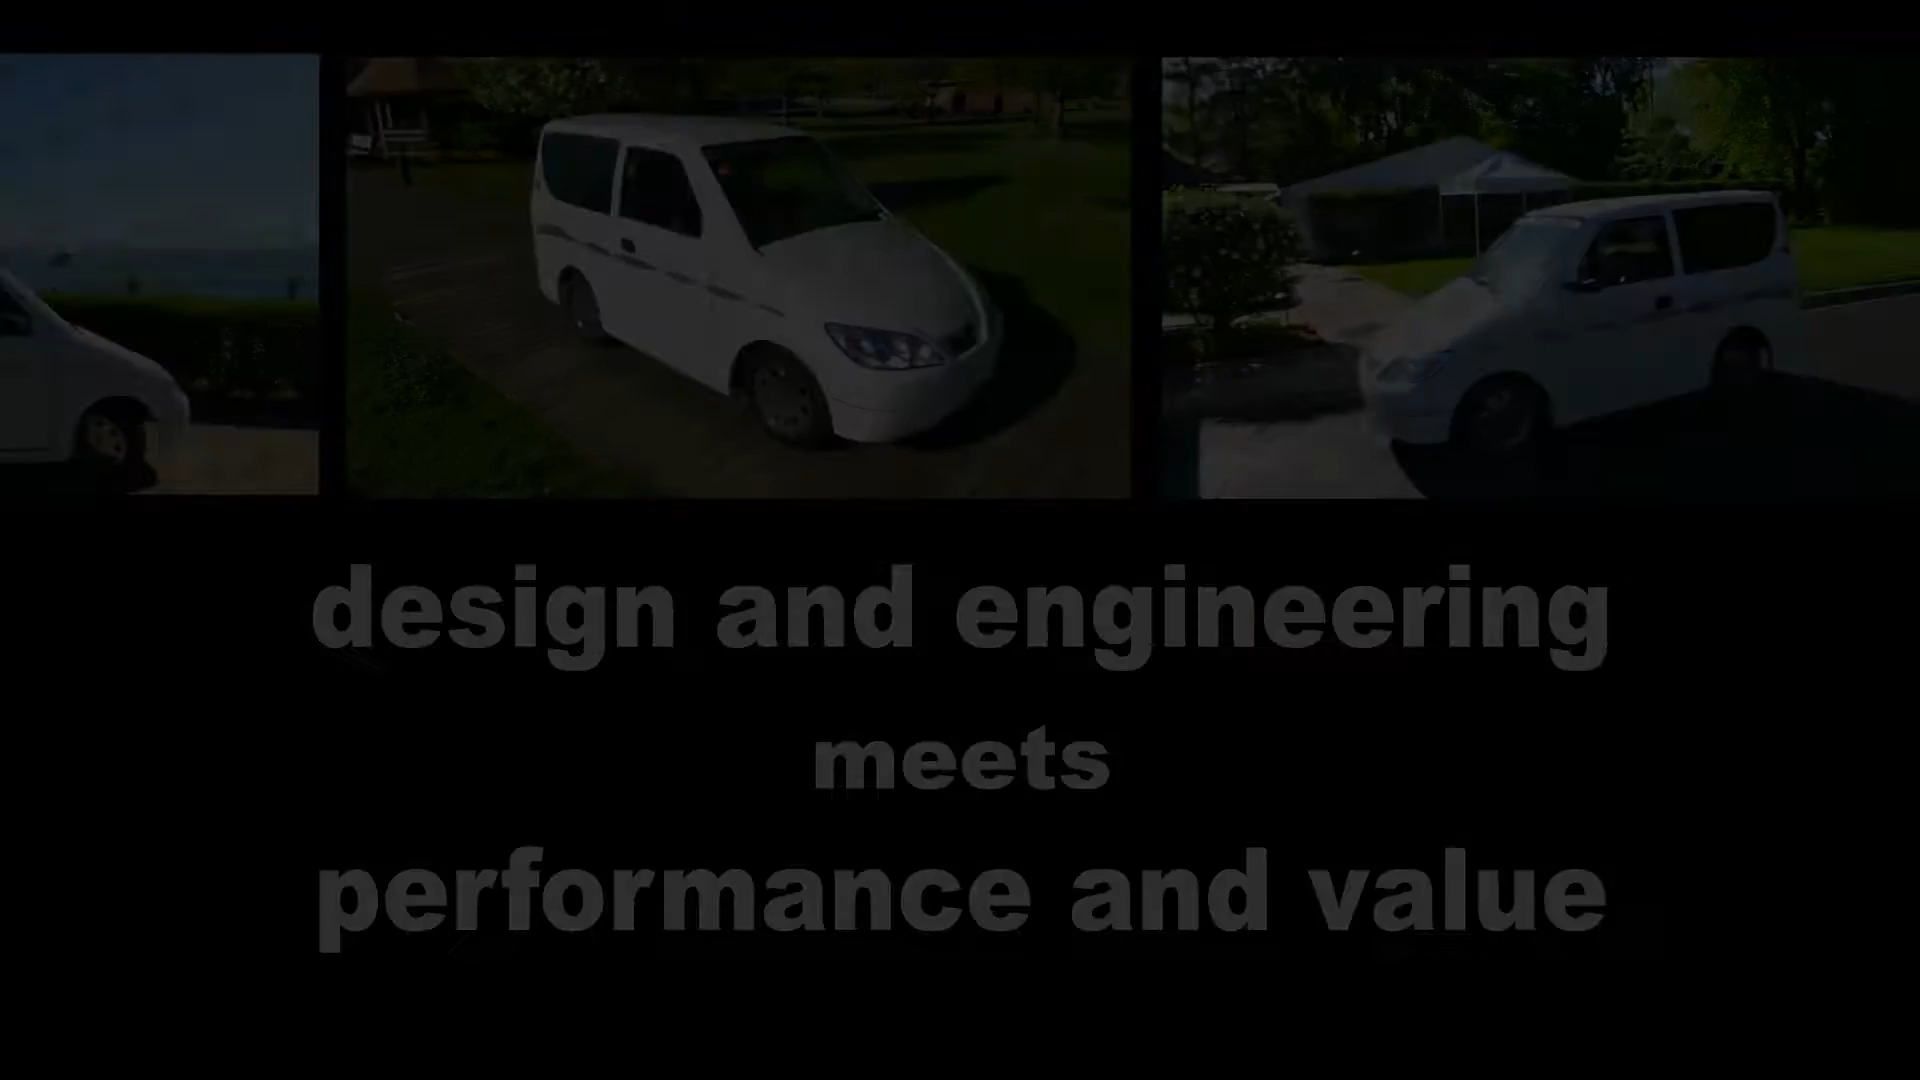 design and engineering
meets
performance and value